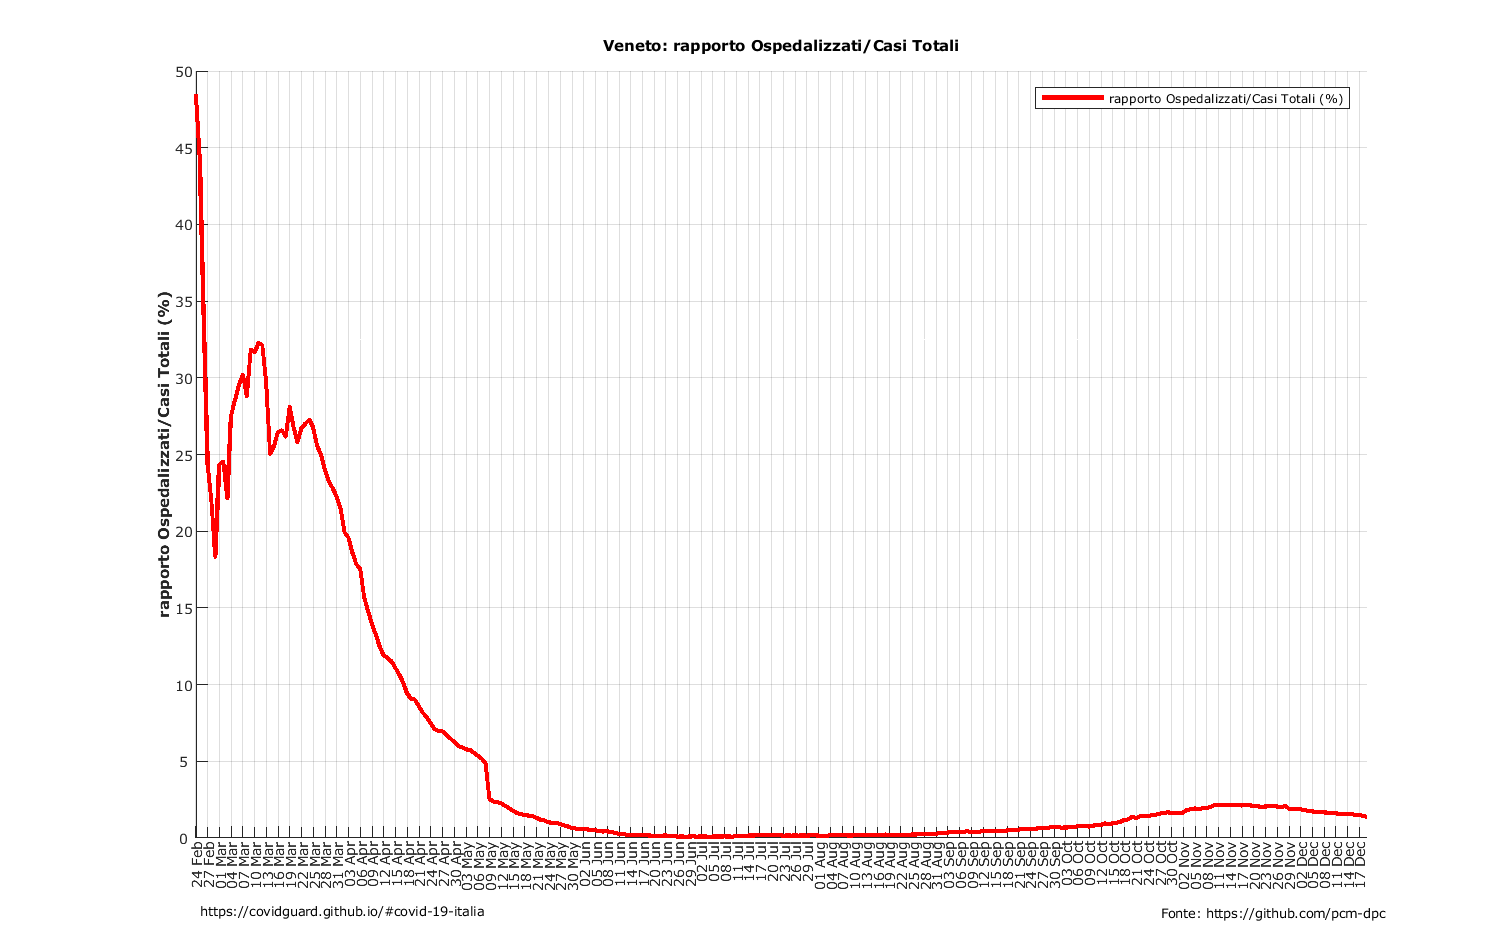 Veneto: rapporto Ospedalizzati/Casi Totali
rapporto Ospedalizzati/Casi Totali (%)
rapporto Ospedalizzati/Casi Totali (%)
50
45
40
35
30
25
20
15
10
5
0
24 Feb
27 Feb
01 Mar
04 Mar
07 Mar
10 Mar
13 Mar
16 Mar
19 Mar
22 Mar
25 Mar
28 Mar
31 Mar
03 Apr
06 Apr
09 Apr
12 Apr
15 Apr
18 Apr
21 Apr
24 Apr
27 Apr
30 Apr
03 May
06 May
09 May
12 May
15 May
18 May
21 May
24 May
27 May
30 May
02 Jun
05 Jun
08 Jun
11 Jun
14 Jun
17 Jun
20 Jun
23 Jun
26 Jun
29 Jun
02 Jul
05 Jul
08 Jul
11 Jul
14 Jul
17 Jul
20 Jul
23 Jul
26 Jul
29 Jul
01 Aug
04 Aug
07 Aug
10 Aug
13 Aug
16 Aug
19 Aug
22 Aug
25 Aug
28 Aug
31 Aug
03 Sep
06 Sep
09 Sep
12 Sep
15 Sep
18 Sep
21 Sep
24 Sep
27 Sep
30 Sep
03 Oct
06 Oct
09 Oct
12 Oct
15 Oct
18 Oct
21 Oct
24 Oct
27 Oct
30 Oct
02 Nov
05 Nov
08 Nov
11 Nov
14 Nov
17 Nov
20 Nov
23 Nov
26 Nov
29 Nov
02 Dec
05 Dec
08 Dec
11 Dec
14 Dec
17 Dec
https://covidguard.github.io/#covid-19-italia
Fonte: https://github.com/pcm-dpc